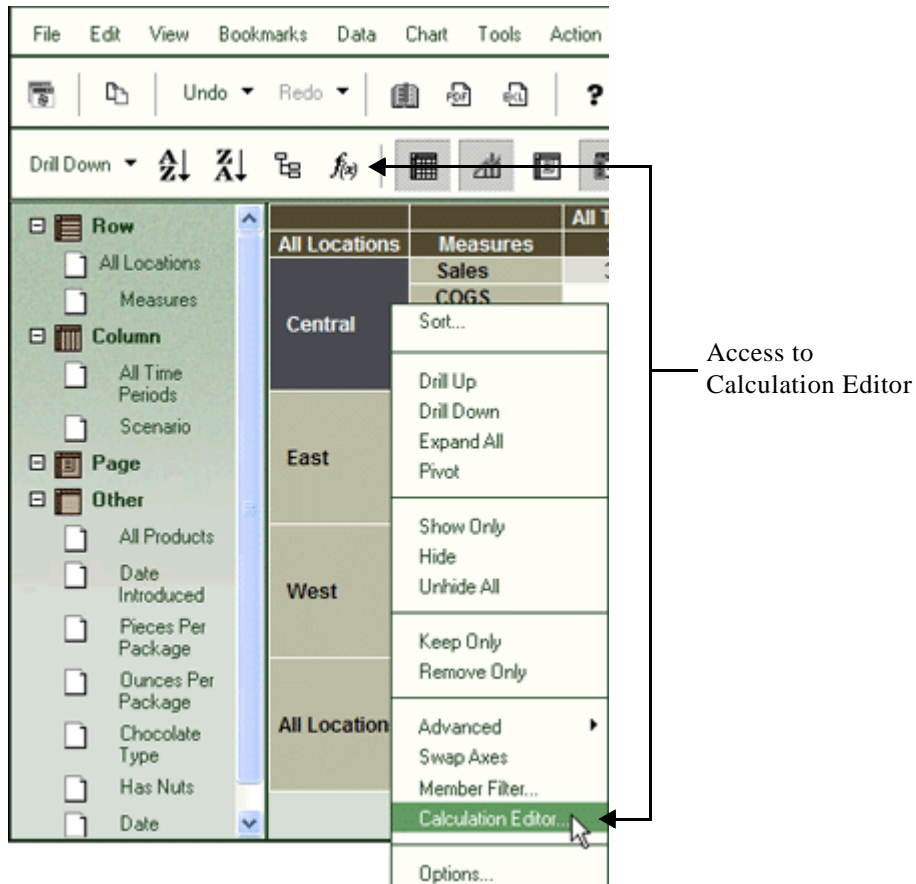 File Edit View Bookmarks Data Chart Tools Action
Undo Redo PDF ?
Drill Down A Z Z A f(x)
Row
All Locations
Measures
Column
All Time
Periods
Scenario
Page
Other
All Products
Date
Introduced
Pieces Per
Package
Ounces Per
Package
Chocolate
Type
Has Nuts
Date
All Locations Measures
Sales
COGS
Central
East
West
All Location
Sort...
Drill Up
Drill Down
Expand All
Pivot
Show Only
Hide
Unhide All
Keep Only
Remove Only
Advanced
Swap Axes
Member Filter...
Calculation Editor...
Options...
Access to
Calculation Editor